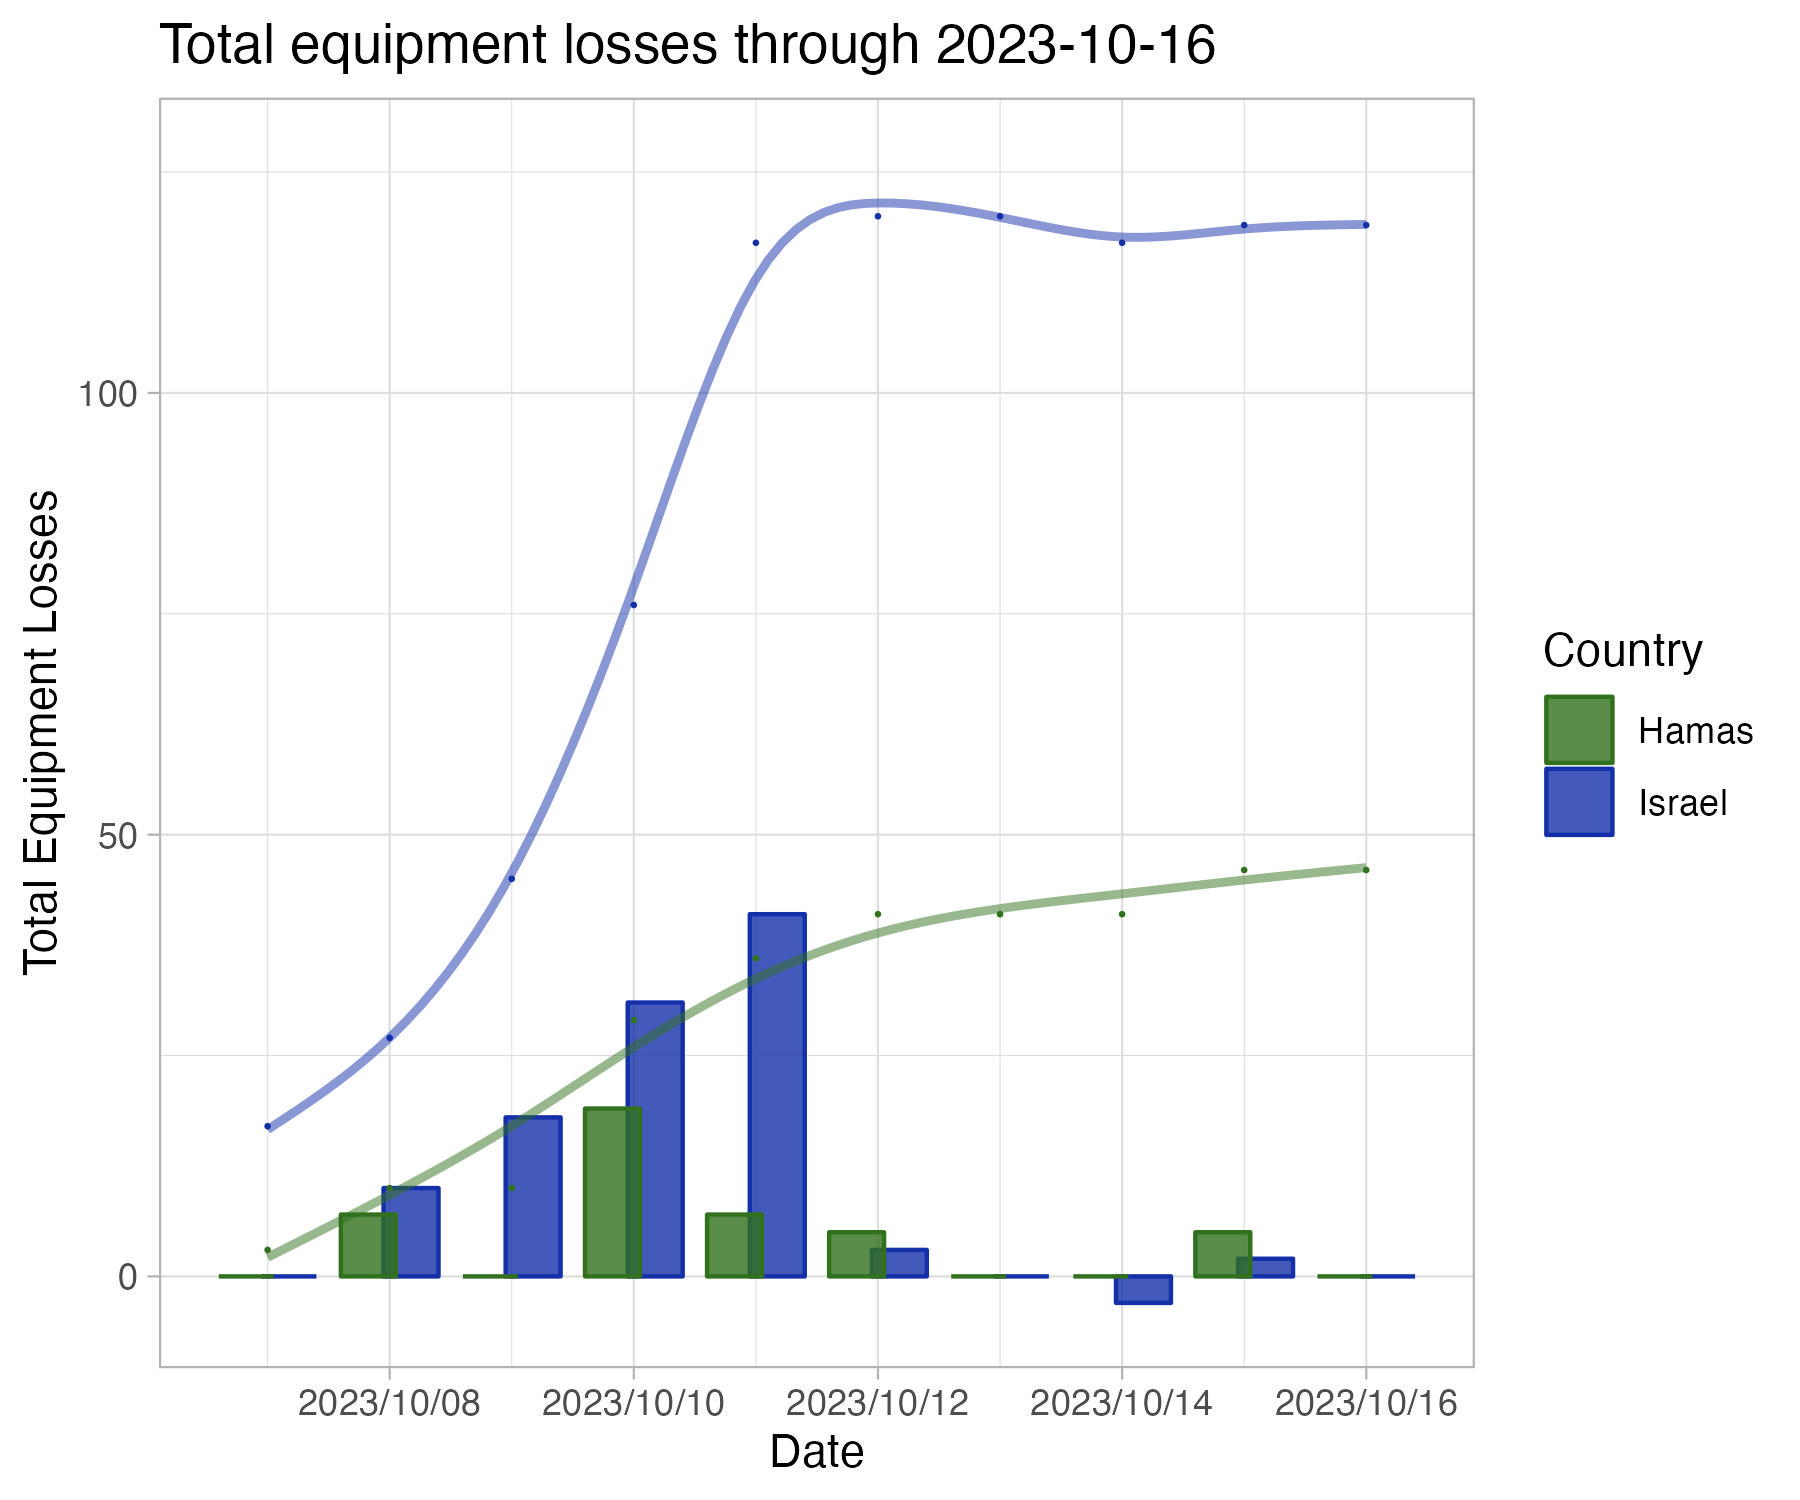 Total equipment losses through 2023-10-16
Total Equipment Losses
100
50
0
2023/10/08
2023/10/10
2023/10/12
2023/10/14
2023/10/16
Date
Country
Hamas
Israel